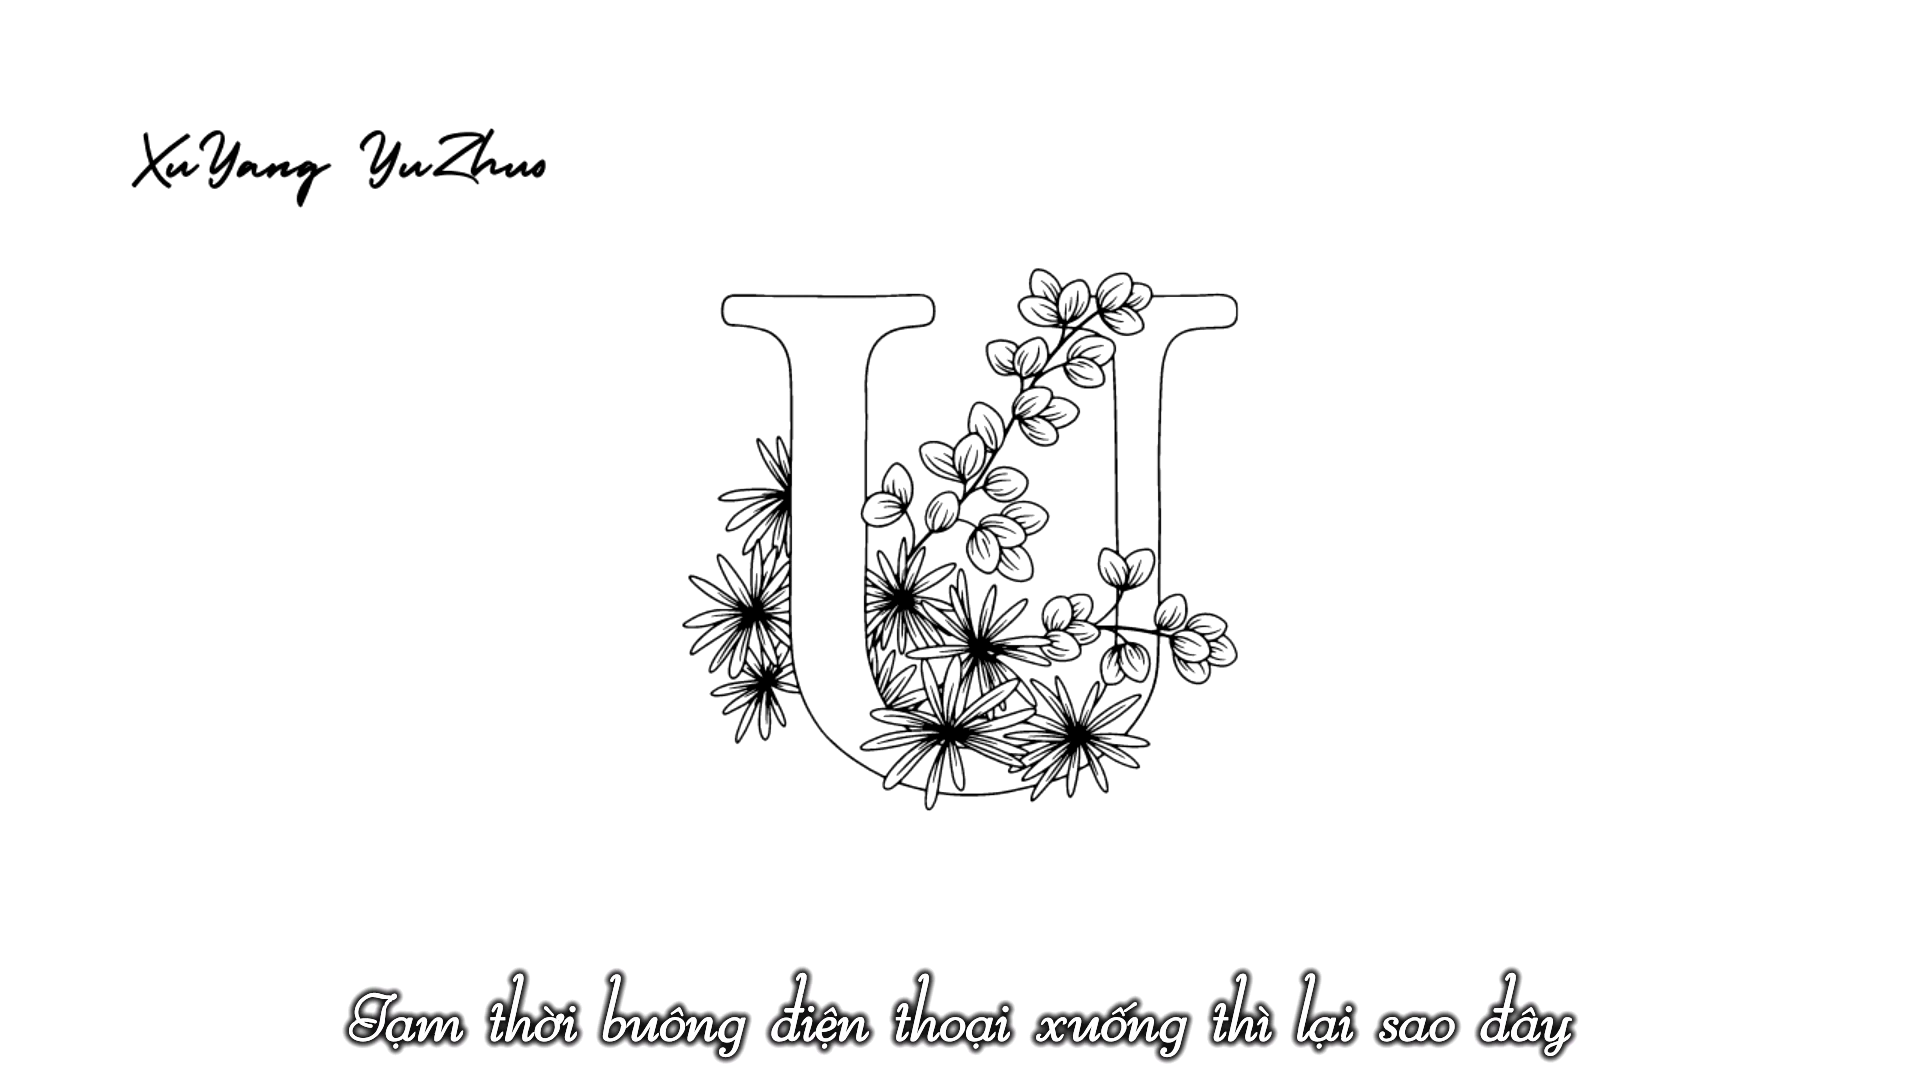 XuYang YuZhuo
U
Tạm thời buông điện thoại xuống thì lại sao đây